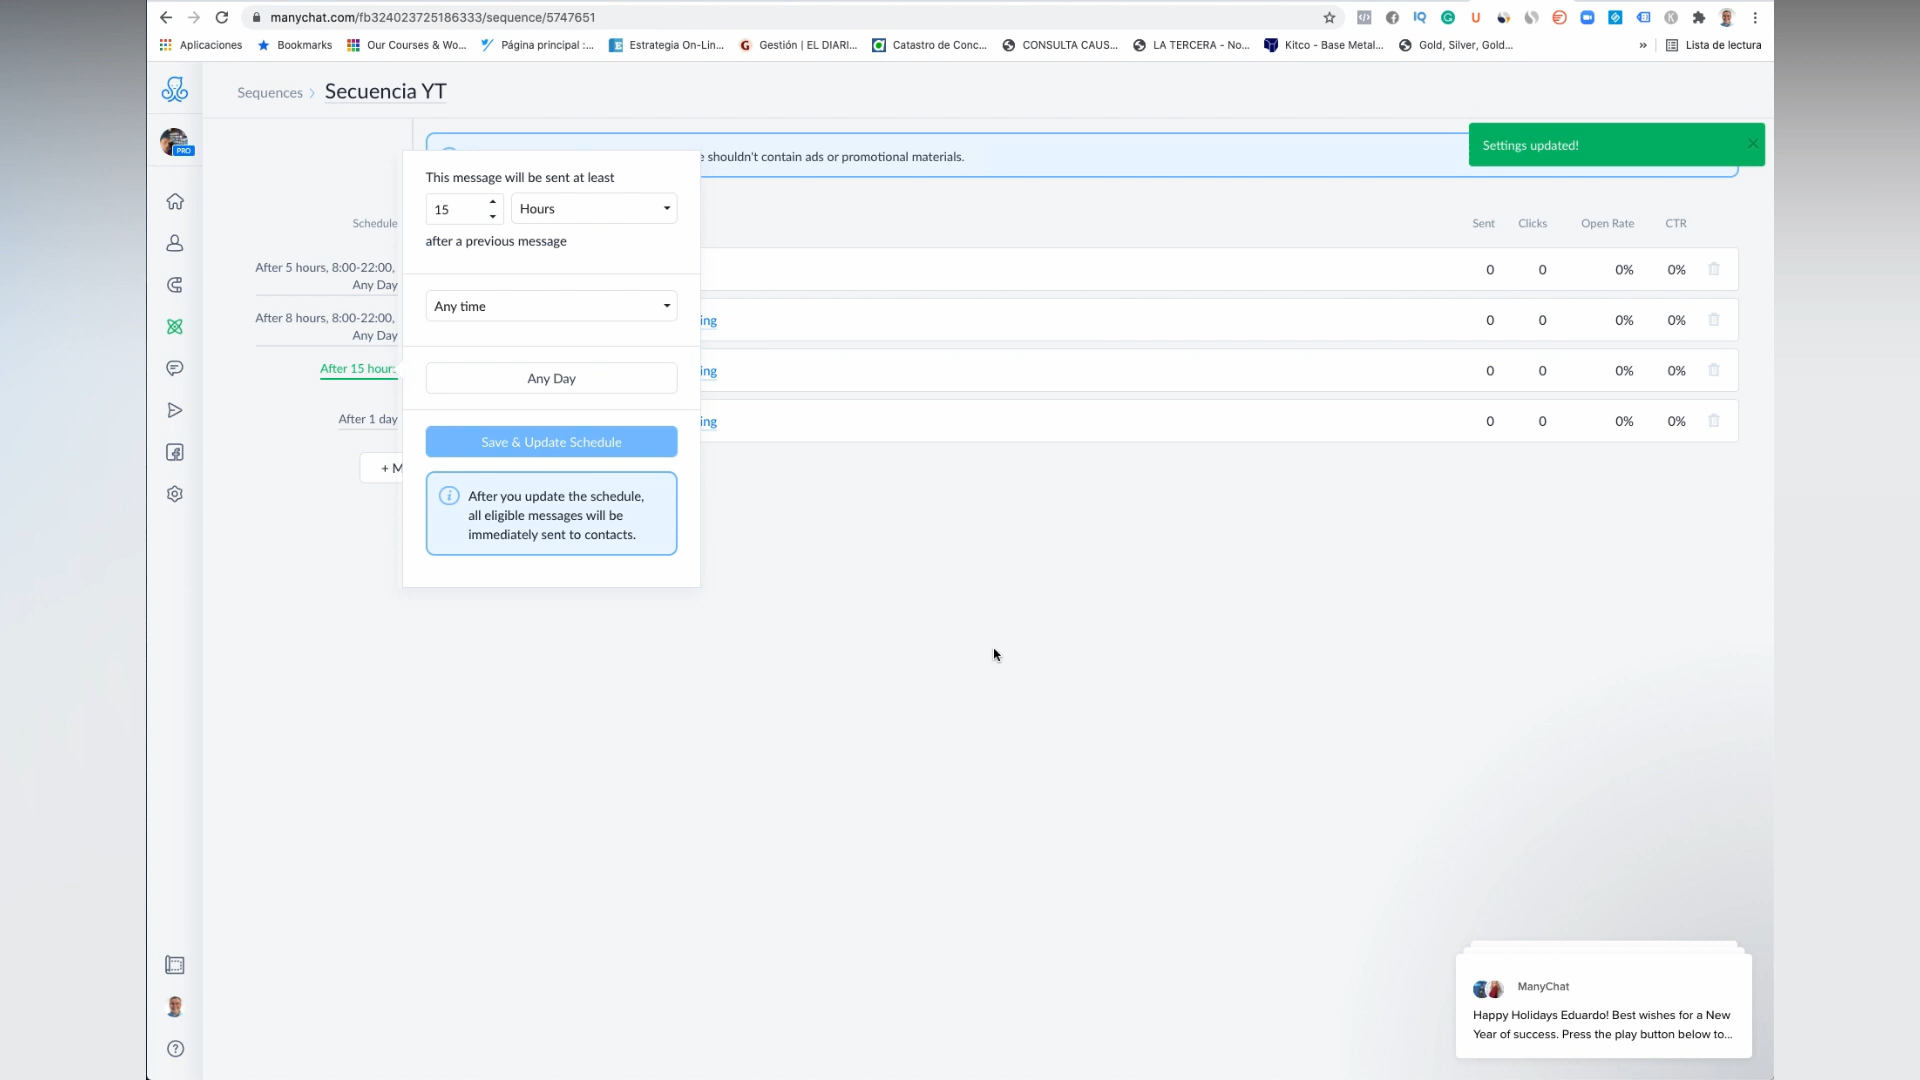 manychat.com/fb324023725186333/sequence/5747651
Aplicaciones Bookmarks Our Courses & Wo... Página principal :... Estrategia On-Lin... Gestión | EL DIARI... Catastro de Conc... CONSULTA CAUS... LA TERCERA - No... Kitco - Base Metal... Gold, Silver, Gold... » Lista de lectura
Sequences › Secuencia YT
PRO
shouldn't contain ads or promotional materials.
Settings updated!
This message will be sent at least
15 Hours
after a previous message
Any time
Any Day
Save & Update Schedule
After you update the schedule,
all eligible messages will be
immediately sent to contacts.
Schedule Sent Clicks Open Rate CTR
After 5 hours, 8:00-22:00,
Any Day
0 0 0% 0%
After 8 hours, 8:00-22:00,
Any Day
ing 0 0 0% 0%
After 15 hour ing 0 0 0% 0%
After 1 day ing 0 0 0% 0%
+ M
ManyChat
Happy Holidays Eduardo! Best wishes for a New
Year of success. Press the play button below to...